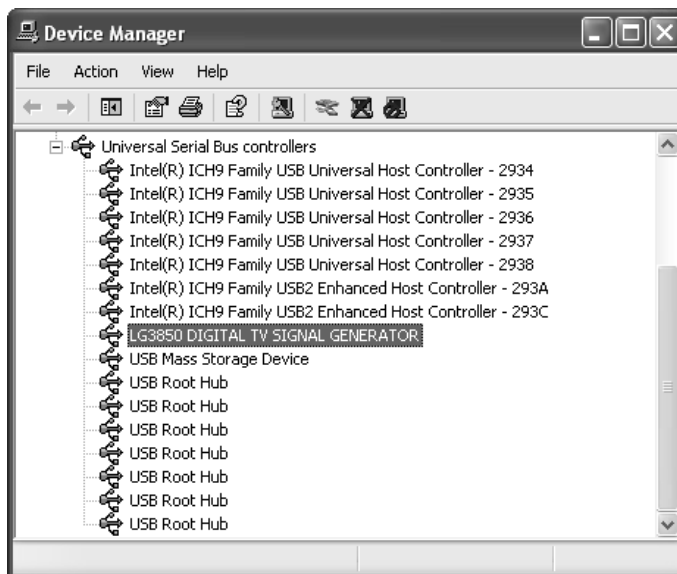 Device Manager
File Action View Help
Universal Serial Bus controllers
Intel(R) ICH9 Family USB Universal Host Controller - 2934
Intel(R) ICH9 Family USB Universal Host Controller - 2935
Intel(R) ICH9 Family USB Universal Host Controller - 2936
Intel(R) ICH9 Family USB Universal Host Controller - 2937
Intel(R) ICH9 Family USB Universal Host Controller - 2938
Intel(R) ICH9 Family USB2 Enhanced Host Controller - 293A
Intel(R) ICH9 Family USB2 Enhanced Host Controller - 293C
LG3850 DIGITAL TV SIGNAL GENERATOR
USB Mass Storage Device
USB Root Hub
USB Root Hub
USB Root Hub
USB Root Hub
USB Root Hub
USB Root Hub
USB Root Hub